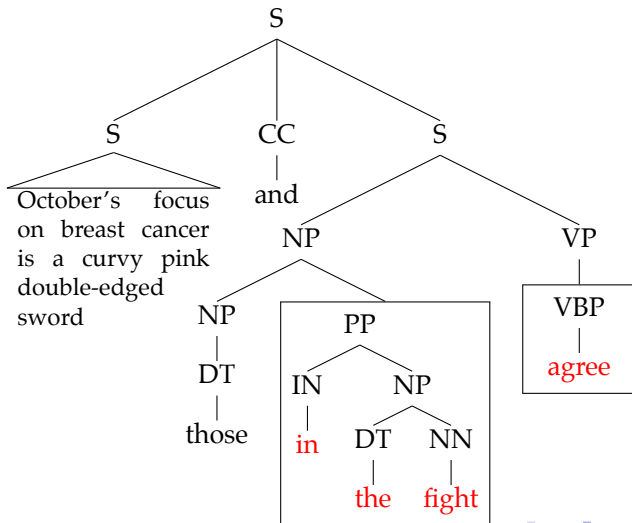 S
S CC S
and
October's focus
on breast cancer
is a curvy pink
double-edged
sword
NP VP
NP PP VBP
DT IN NP agree
those in DT NN
the fight